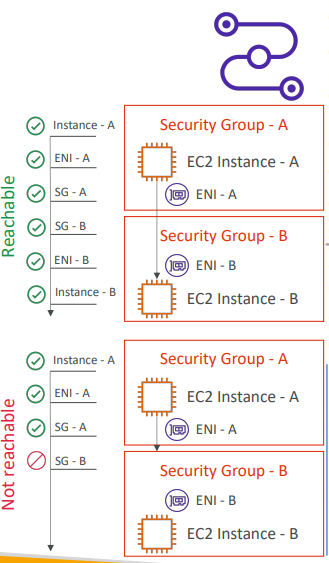 Reachable
Instance - A
ENI - A
SG - A
SG - B
ENI - B
Instance - B
Security Group - A
EC2 Instance - A
ENI - A
Security Group - B
ENI - B
EC2 Instance - B
Not reachable
Instance - A
ENI - A
SG - A
SG - B
Security Group - A
EC2 Instance - A
ENI - A
Security Group - B
ENI - B
EC2 Instance - B